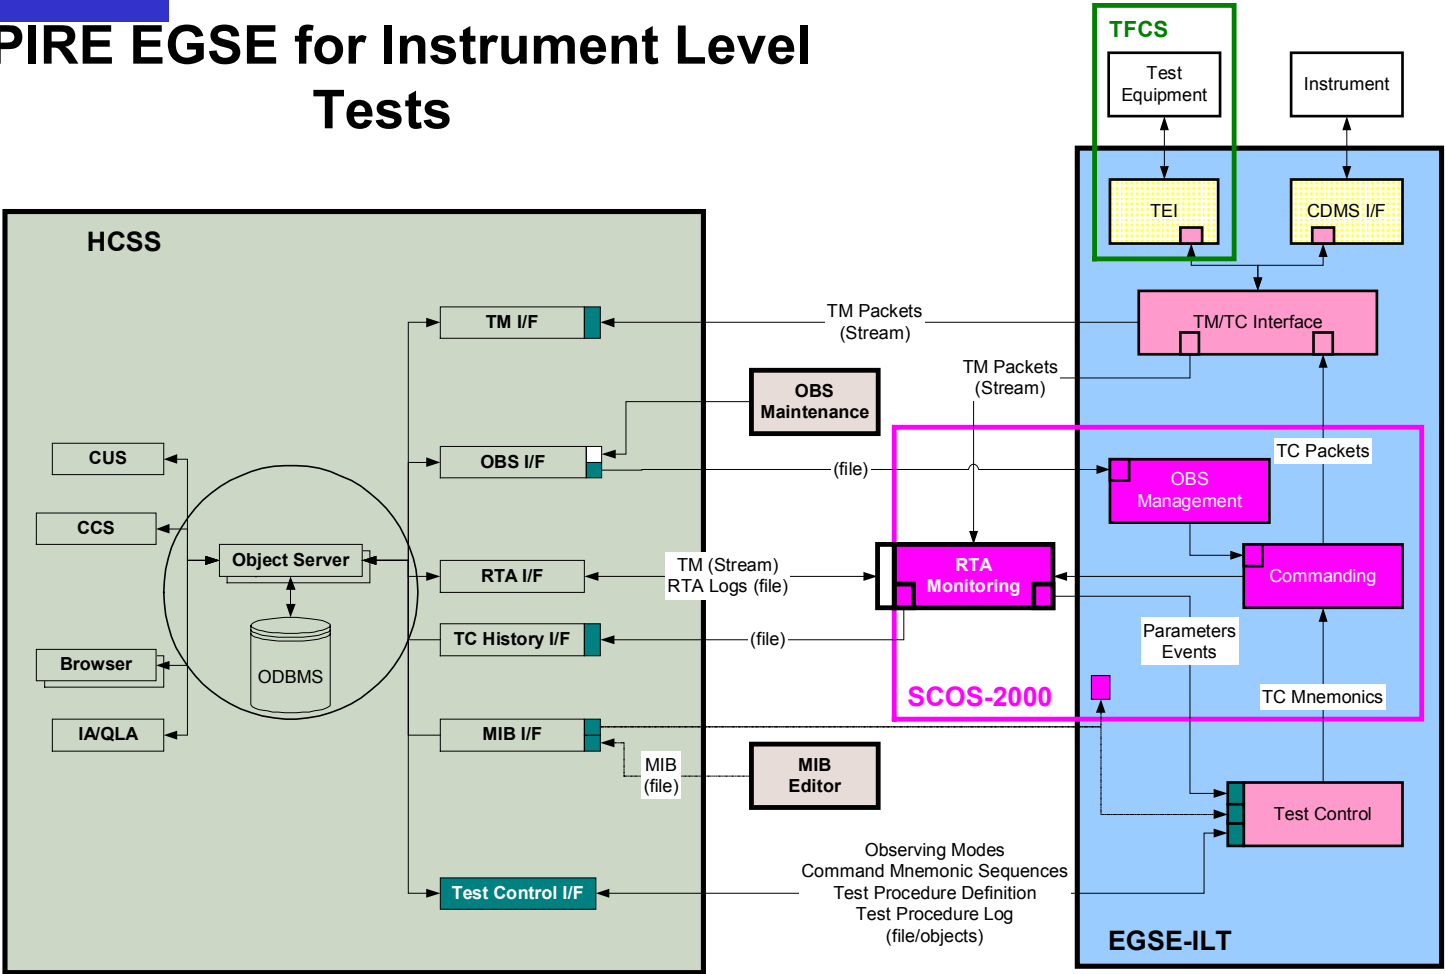 PIRE EGSE for Instrument Level
Tests
TFCS
Test
Equipment
Instrument
TEI
CDMS I/F
HCSS
TM I/F
TM Packets
(Stream)
TM/TC Interface
TM Packets
(Stream)
OBS
Maintenance
CUS
OBS I/F
(file)
TC Packets
OBS
Management
CCS
Object Server
RTA I/F
TM (Stream)
RTA Logs (file)
RTA
Monitoring
Commanding
TC History I/F
(file)
Parameters
Events
Browser
ODBMS
SCOS-2000
TC Mnemonics
IA/QLA
MIB I/F
MIB
(file)
MIB
Editor
Test Control
Observing Modes
Command Mnemonic Sequences
Test Procedure Definition
Test Procedure Log
(file/objects)
Test Control I/F
EGSE-ILT